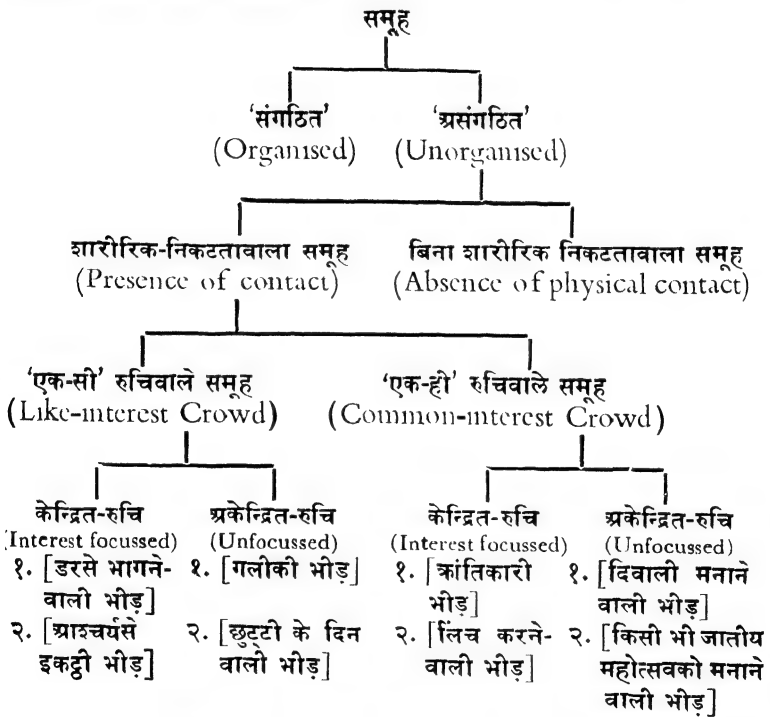 समूह
‘संगठित’ ‘असंगठित’
(Organised) (Unorganised)
शारीरिक-निकटतावाला समूह बिना शारीरिक निकटतावाला समूह
(Presence of contact) (Absence of physical contact)
‘एक-सी’ रुचिवाले समूह ‘एक-ही’ रुचिवाले समूह
(Like-interest Crowd) (Common-interest Crowd)
केन्द्रित-रुचि अकेन्द्रित-रुचि केन्द्रित-रुचि अकेन्द्रित-रुचि
(Interest focussed) (Unfocussed) (Interest focussed) (Unfocussed)
१. [डरसे भागने- १. [गलीकी भीड़] १. [क्रांतिकारी १. [दिवाली मनाने
वाली भीड़] भीड़] वाली भीड़]
२. [आश्चर्यसे २. [छुट्टी के दिन २. [लिंच करने- २. [किसी भी जातीय
इकट्ठी भीड़] वाली भीड़] वाली भीड़] महोत्सवको मनाने
वाली भीड़]